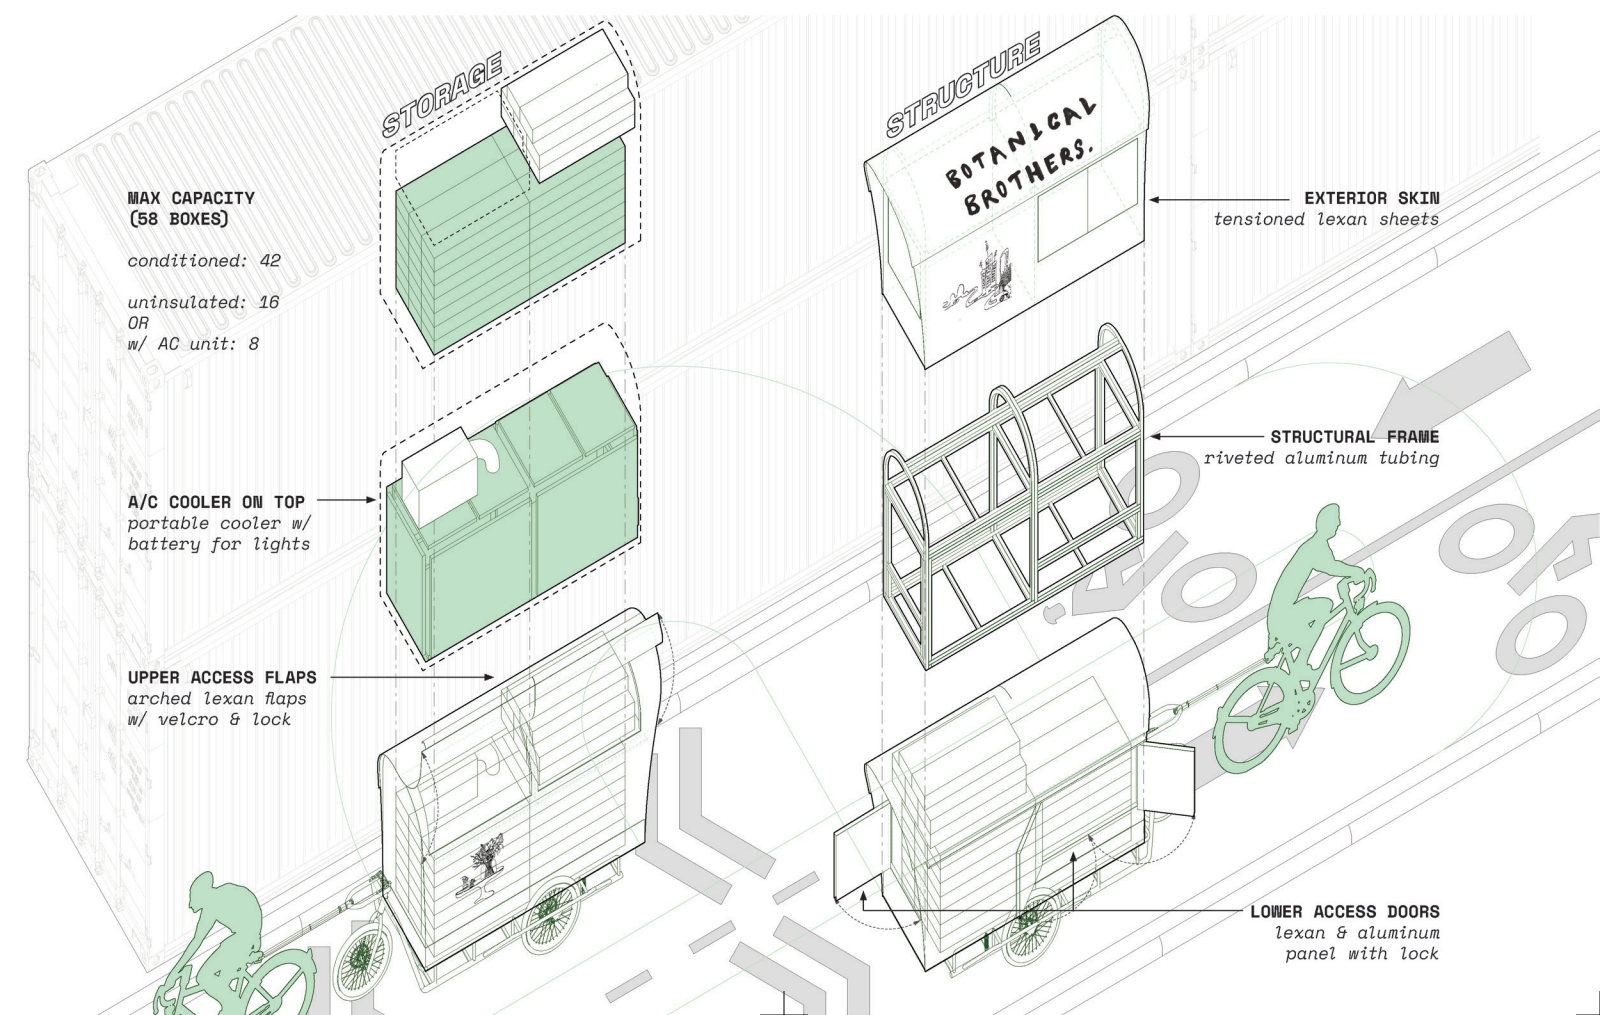 STORAGE
MAX CAPACITY
(58 BOXES)
conditioned: 42
uninsulated: 16
OR
w/ AC unit: 8
A/C COOLER ON TOP
portable cooler w/
battery for lights
UPPER ACCESS FLAPS
arched lexan flaps
w/ velcro & lock
STRUCTURE
BOTANICAL
BROTHERS.
EXTERIOR SKIN
tensioned lexan sheets
STRUCTURAL FRAME
riveted aluminum tubing
LOWER ACCESS DOORS
lexan & aluminum
panel with lock